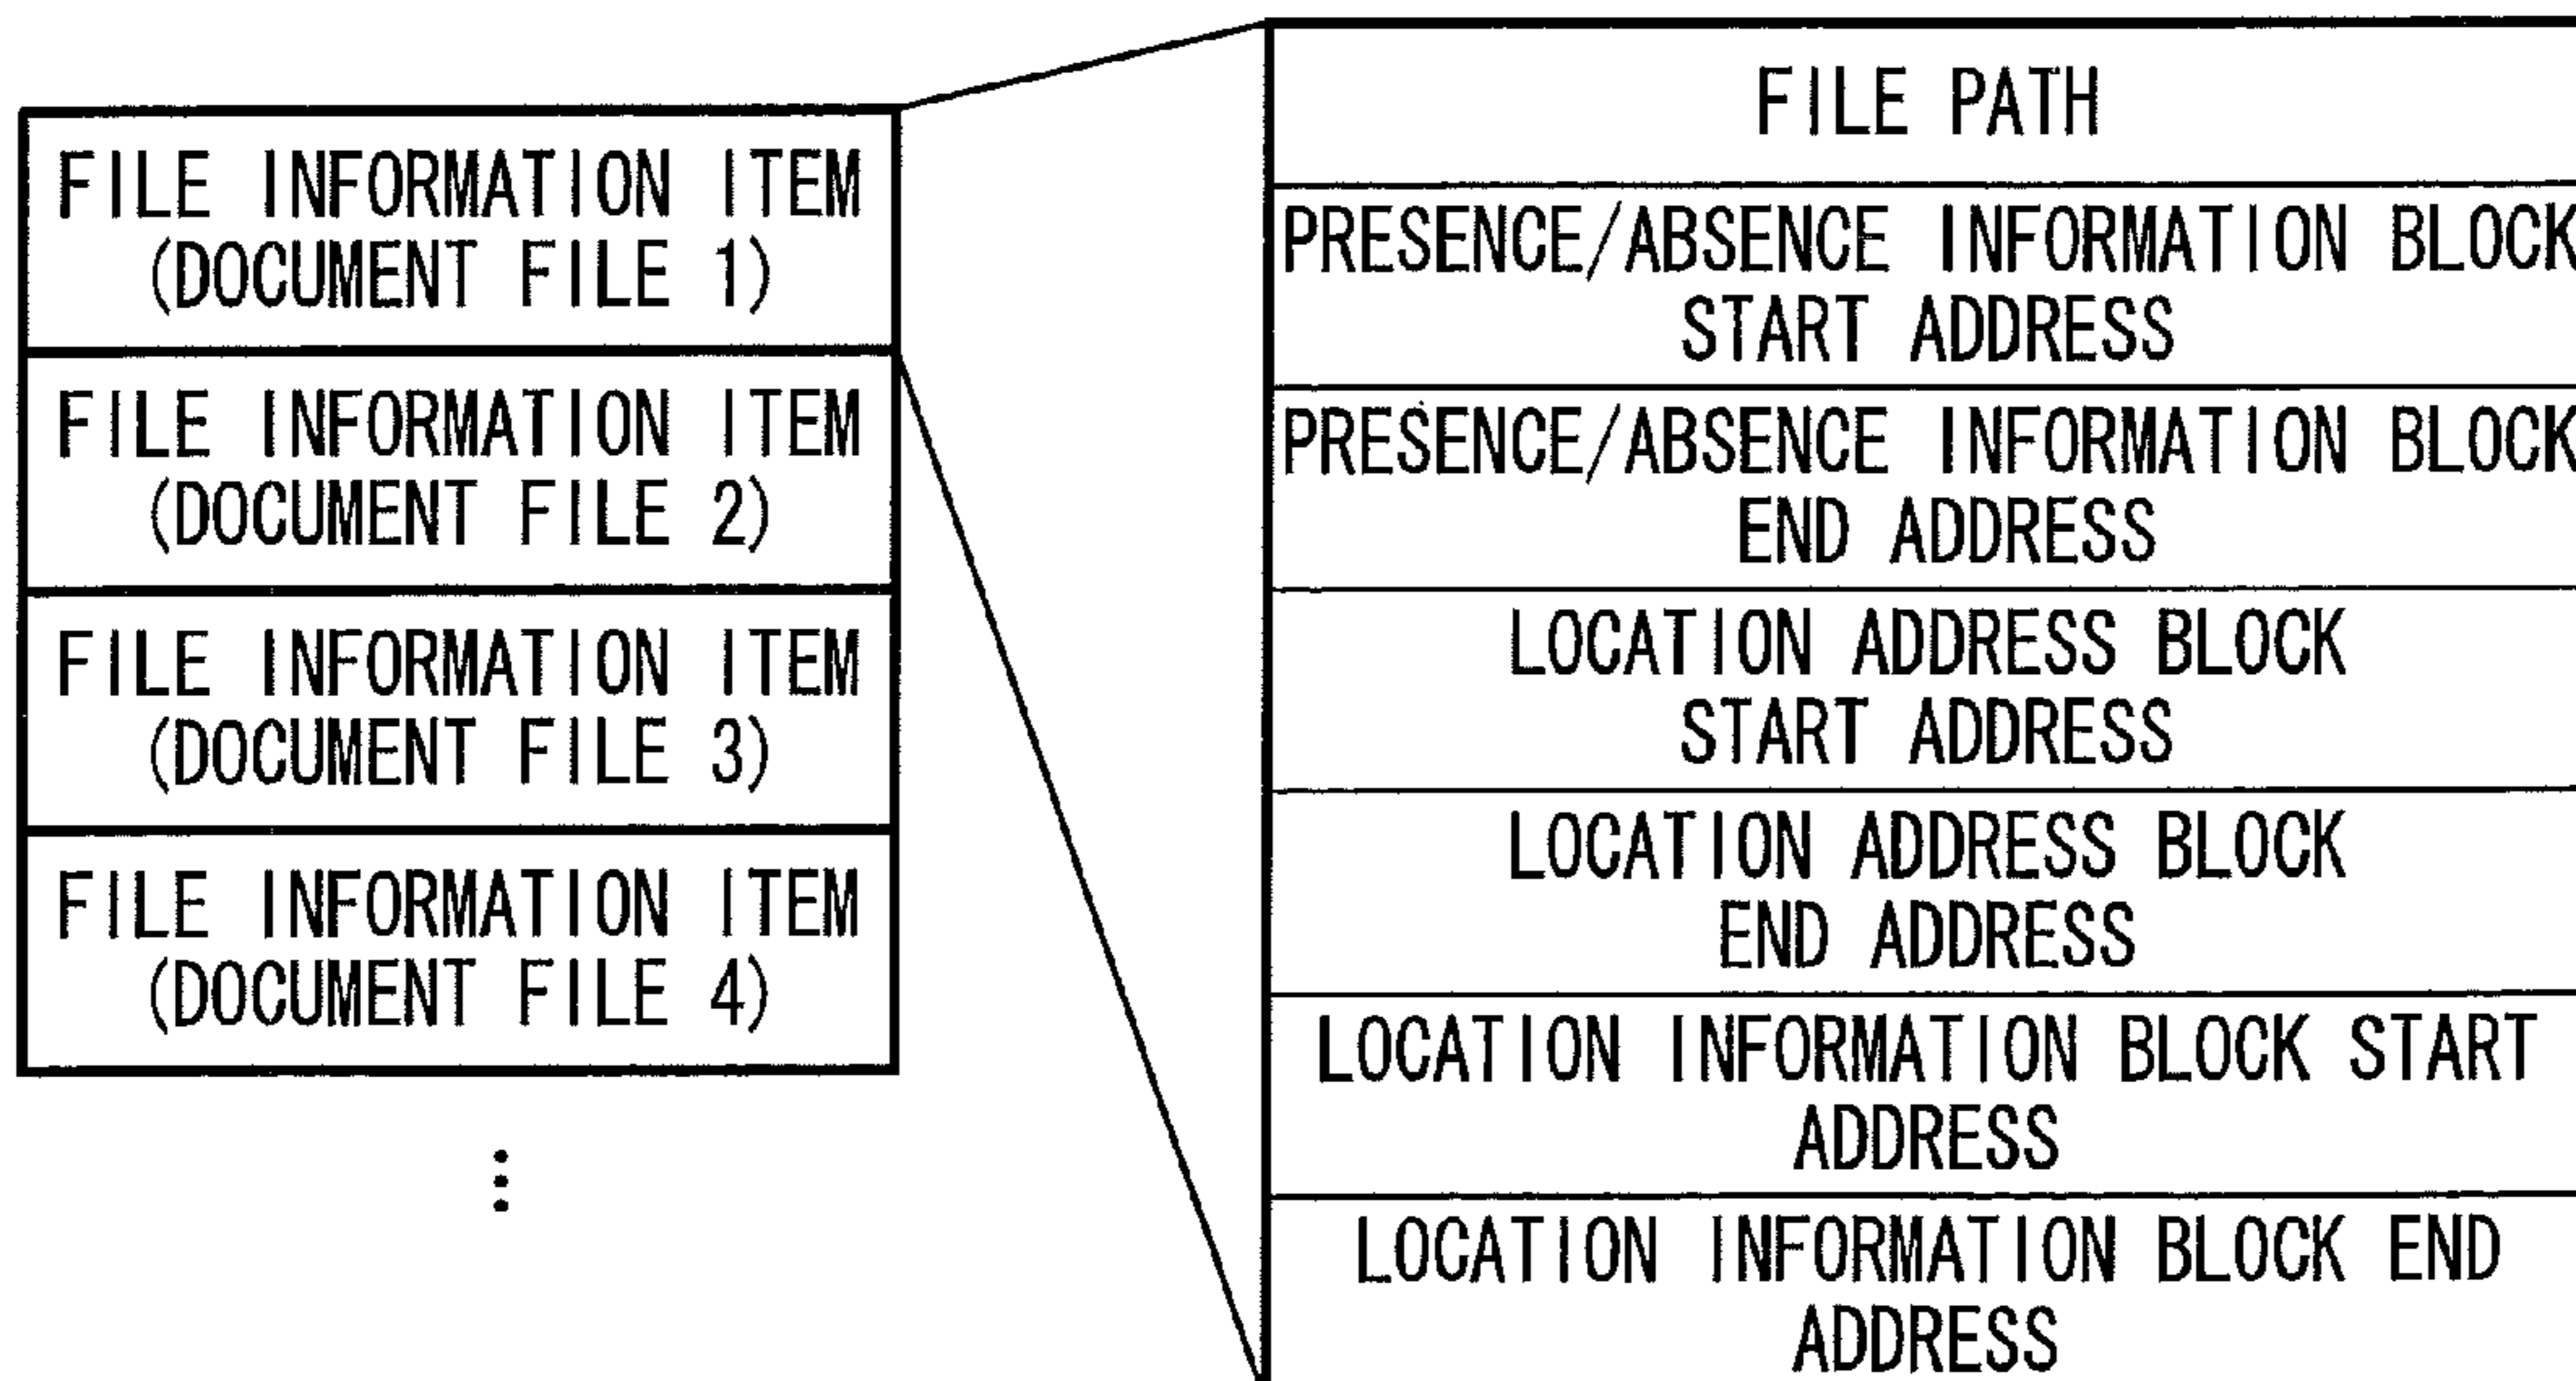 FILE INFORMATION ITEM
(DOCUMENT FILE 1)
FILE INFORMATION ITEM
(DOCUMENT FILE 2)
FILE INFORMATION ITEM
(DOCUMENT FILE 3)
FILE INFORMATION ITEM
(DOCUMENT FILE 4)
FILE PATH
PRESENCE/ABSENCE INFORMATION BLOCK
START ADDRESS
PRESENCE/ABSENCE INFORMATION BLOCK
END ADDRESS
LOCATION ADDRESS BLOCK
START ADDRESS
LOCATION ADDRESS BLOCK
END ADDRESS
LOCATION INFORMATION BLOCK START
ADDRESS
LOCATION INFORMATION BLOCK END
ADDRESS